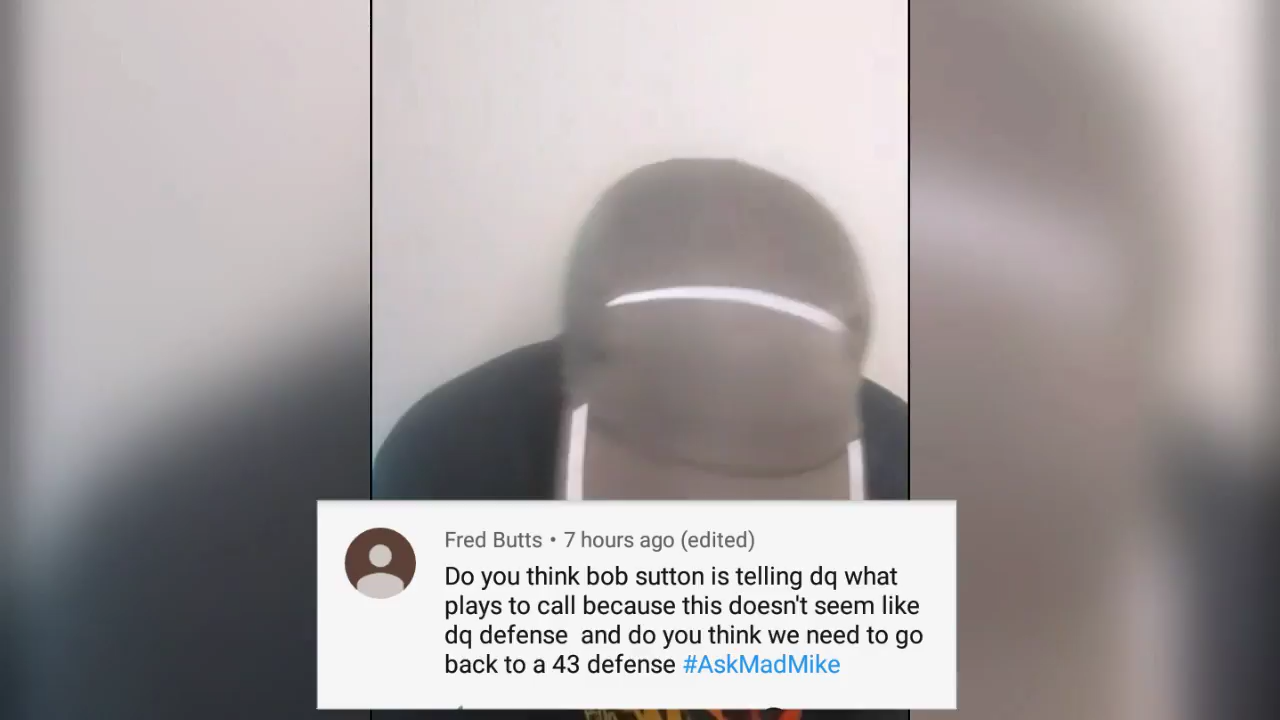 Fred Butts • 7 hours ago (edited)
Do you think bob sutton is telling dq what
plays to call because this doesn't seem like
dq defense  and do you think we need to go
back to a 43 defense #AskMadMike